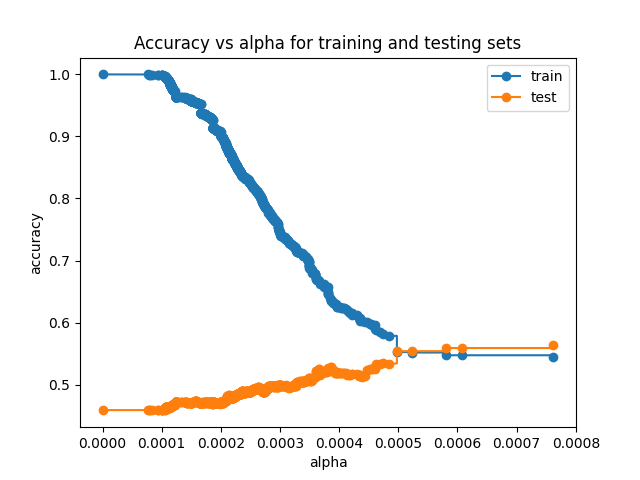 Accuracy vs alpha for training and testing sets
train
test
1.0
0.9
0.8
0.7
0.6
0.5
accuracy
0.0000 0.0001 0.0002 0.0003 0.0004 0.0005 0.0006 0.0007 0.0008
alpha